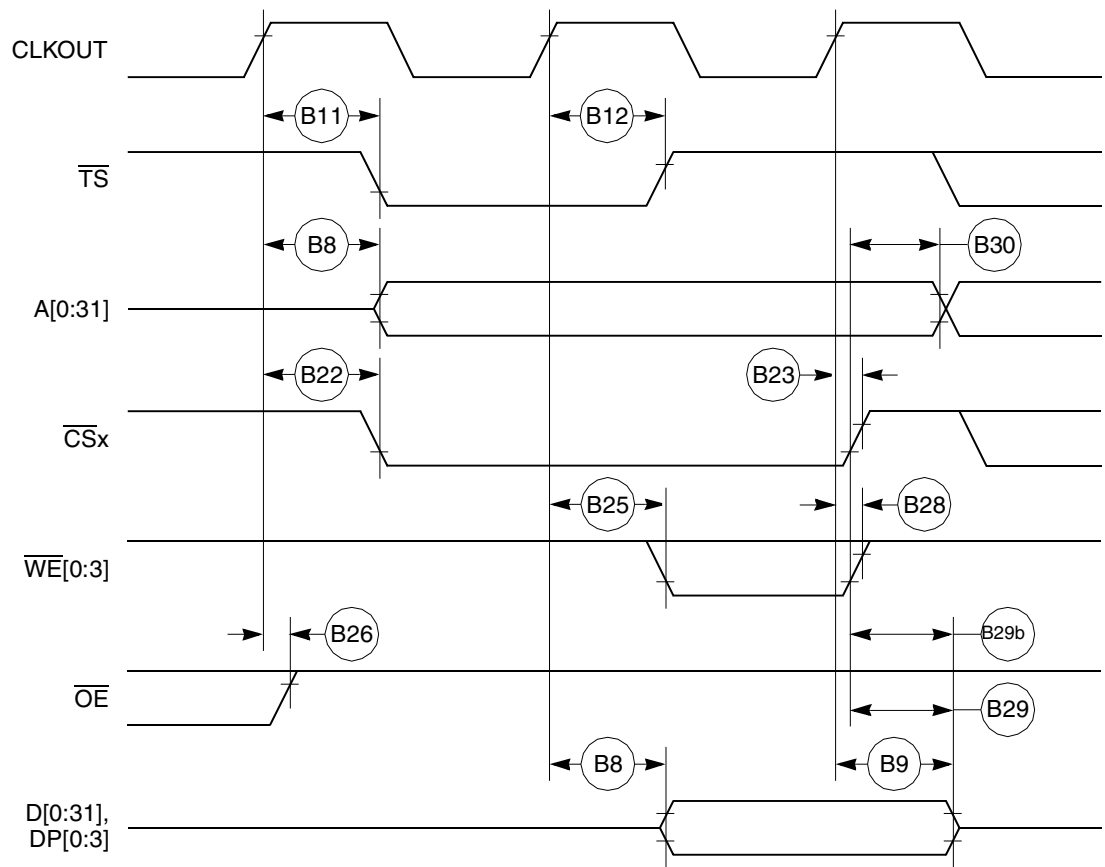 CLKOUT
B11
B12
TS
B8
B30
A[0:31]
B22
B23
CSx
B25
B28
WE[0:3]
B26
B29b
OE
B29
B8
B9
D[0:31],
DP[0:3]